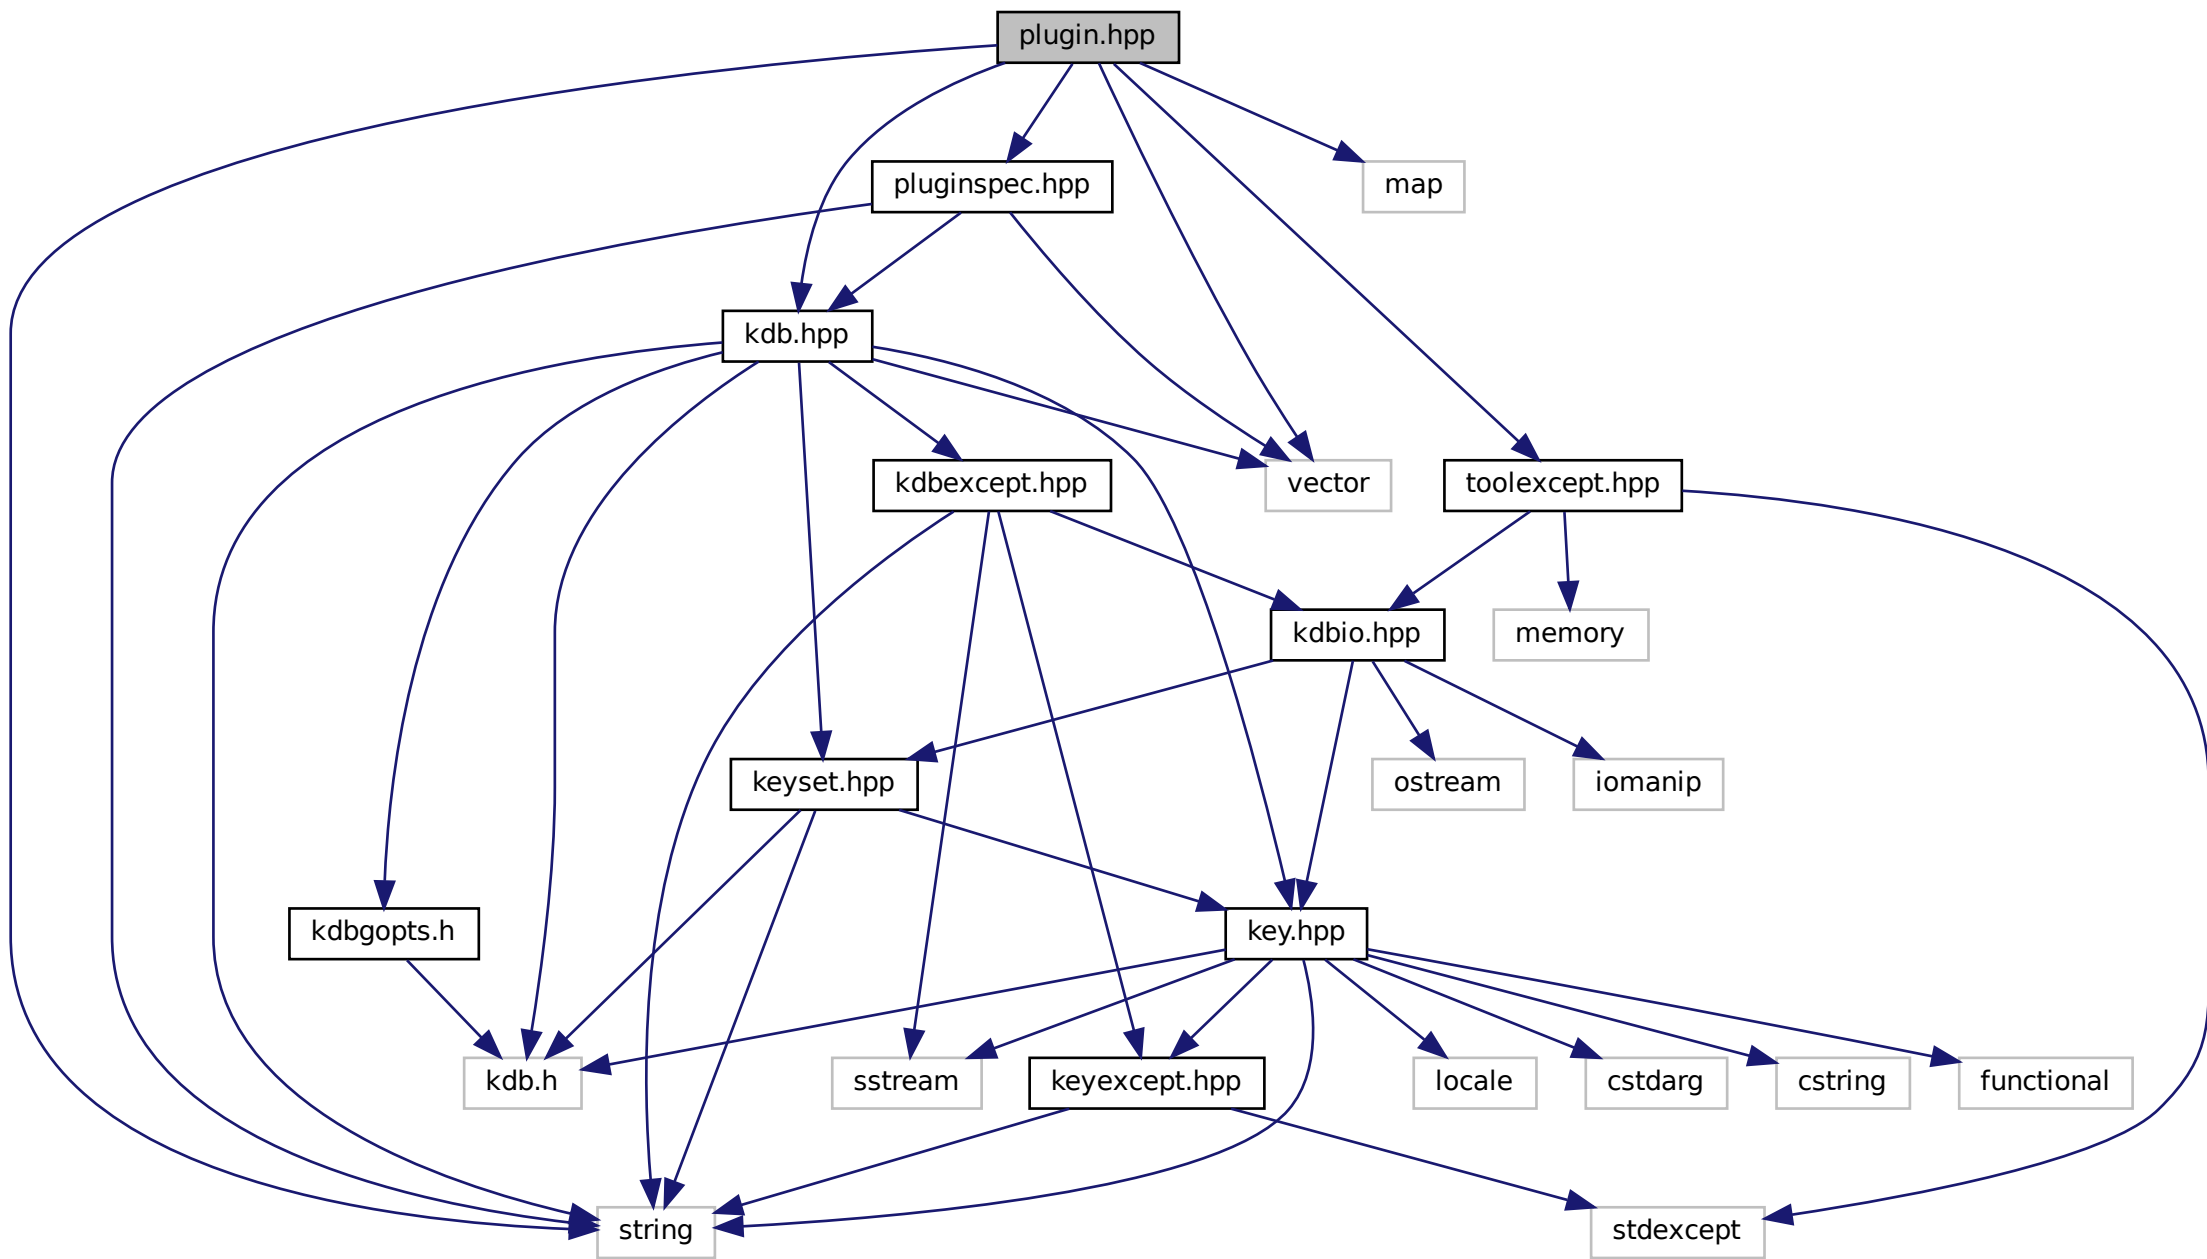 plugin.hpp
pluginspec.hpp
map
kdb.hpp
kdbexcept.hpp
vector
toolexcept.hpp
kdbio.hpp
memory
keyset.hpp
ostream
iomanip
kdbgopts.h
key.hpp
kdb.h
sstream
keyexcept.hpp
locale
cstdarg
cstring
functional
string
stdexcept